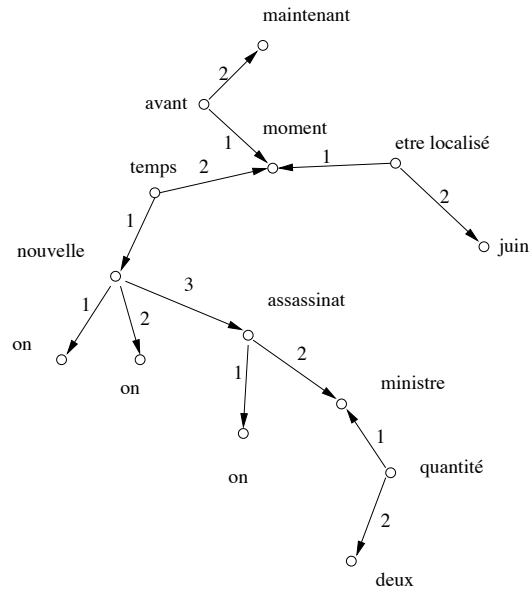 maintenant
2
avant
moment
1
etre localisé
1
temps
2
2
1
juin
nouvelle
3
assassinat
1
2
on
2
on
1
ministre
1
on
quantité
2
deux